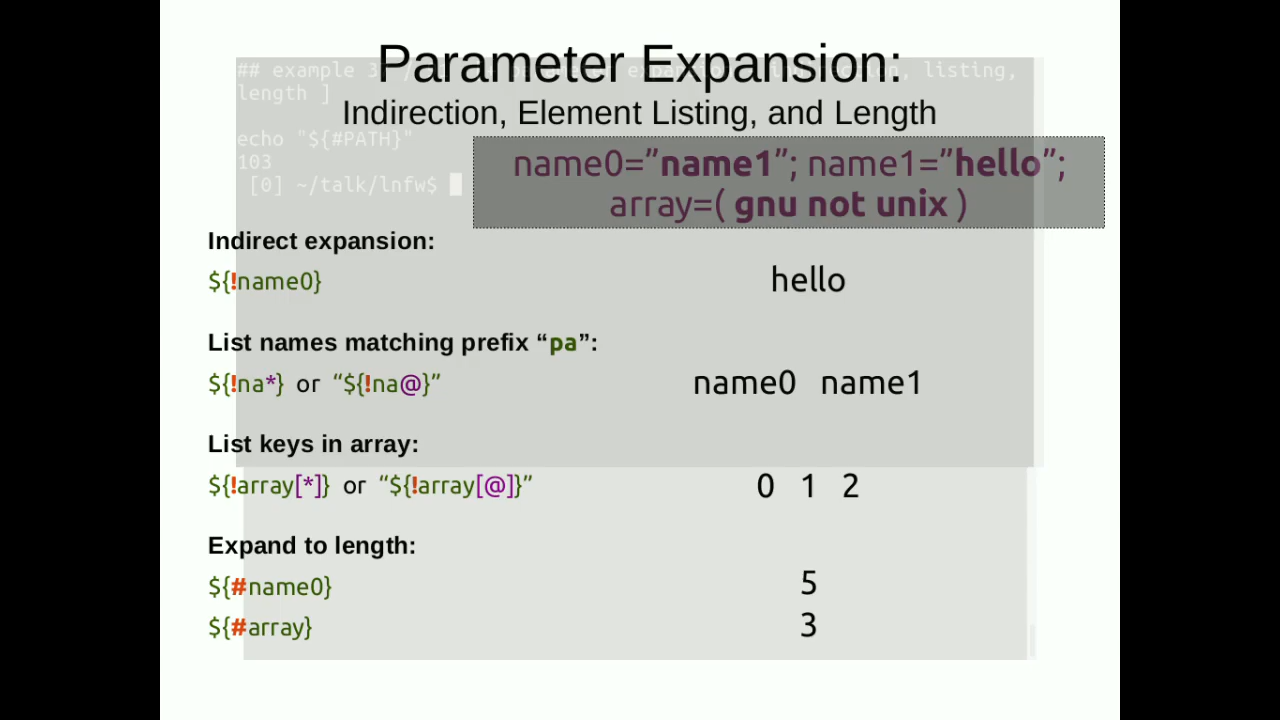 Parameter Expansion:
## example 3
length ]
Indirection, Element Listing, and Length
echo "${#PATH}"
103
[0] ~/talk/lnfw$
name0=”name1”; name1=”hello”;
array=( gnu not unix )
Indirect expansion:
${!name0} hello
List names matching prefix “pa”:
${!na*} or “${!na@}” name0 name1
List keys in array:
${!array[*]} or “${!array[@]}” 0 1 2
Expand to length:
${#name0} 5
${#array} 3